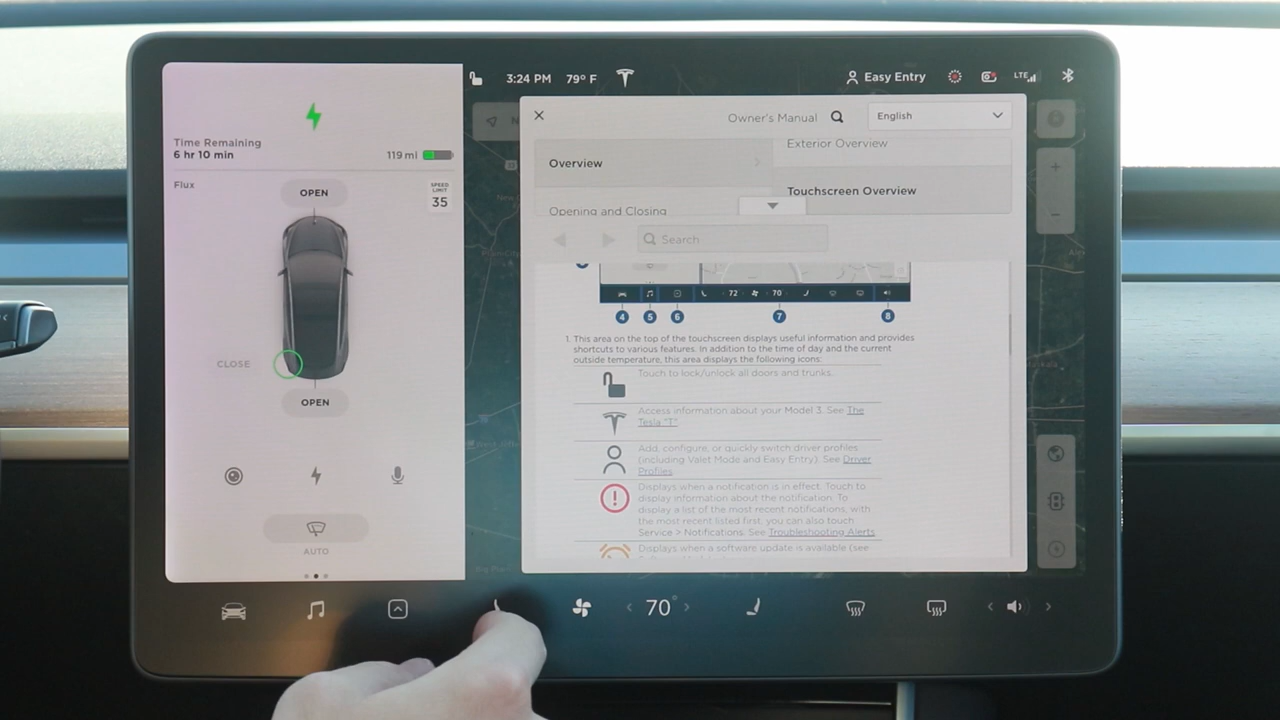 3:24 PM 79° F
Easy Entry
LTE
Time Remaining
6 hr 10 min
119 mi
Flux
OPEN
SPEED
LIMIT
35
CLOSE
OPEN
AUTO
Owner's Manual
English
Overview
Exterior Overview
Touchscreen Overview
Opening and Closing
Search
72 70
4 5 6 7 8
1. This area on the top of the touchscreen displays useful information and provides
shortcuts to various features. In addition to the time of day and the current
outside temperature, this area displays the following icons:
Touch to lock/unlock all doors and trunks.
Access information about your Model 3. See The
Tesla "T".
Add, configure, or quickly switch driver profiles
(including Valet Mode and Easy Entry). See Driver
Profiles.
Displays when a notification is in effect. Touch to
display information about the notification. To
display a list of the most recent notifications, with
the most recent listed first, you can also touch
Service > Notifications. See Troubleshooting Alerts
Displays when a software update is available (see
70°